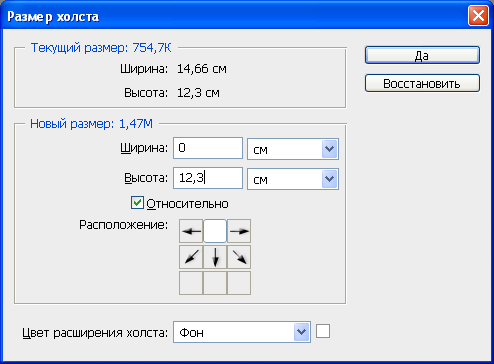 Размер холста
Текущий размер: 754,7K
Да
Ширина: 14,66 см
Восстановить
Высота: 12,3 см
Новый размер: 1,47M
Ширина: 0 см
Высота: 12,3 см
Относительно
Расположение:
Цвет расширения холста: Фон